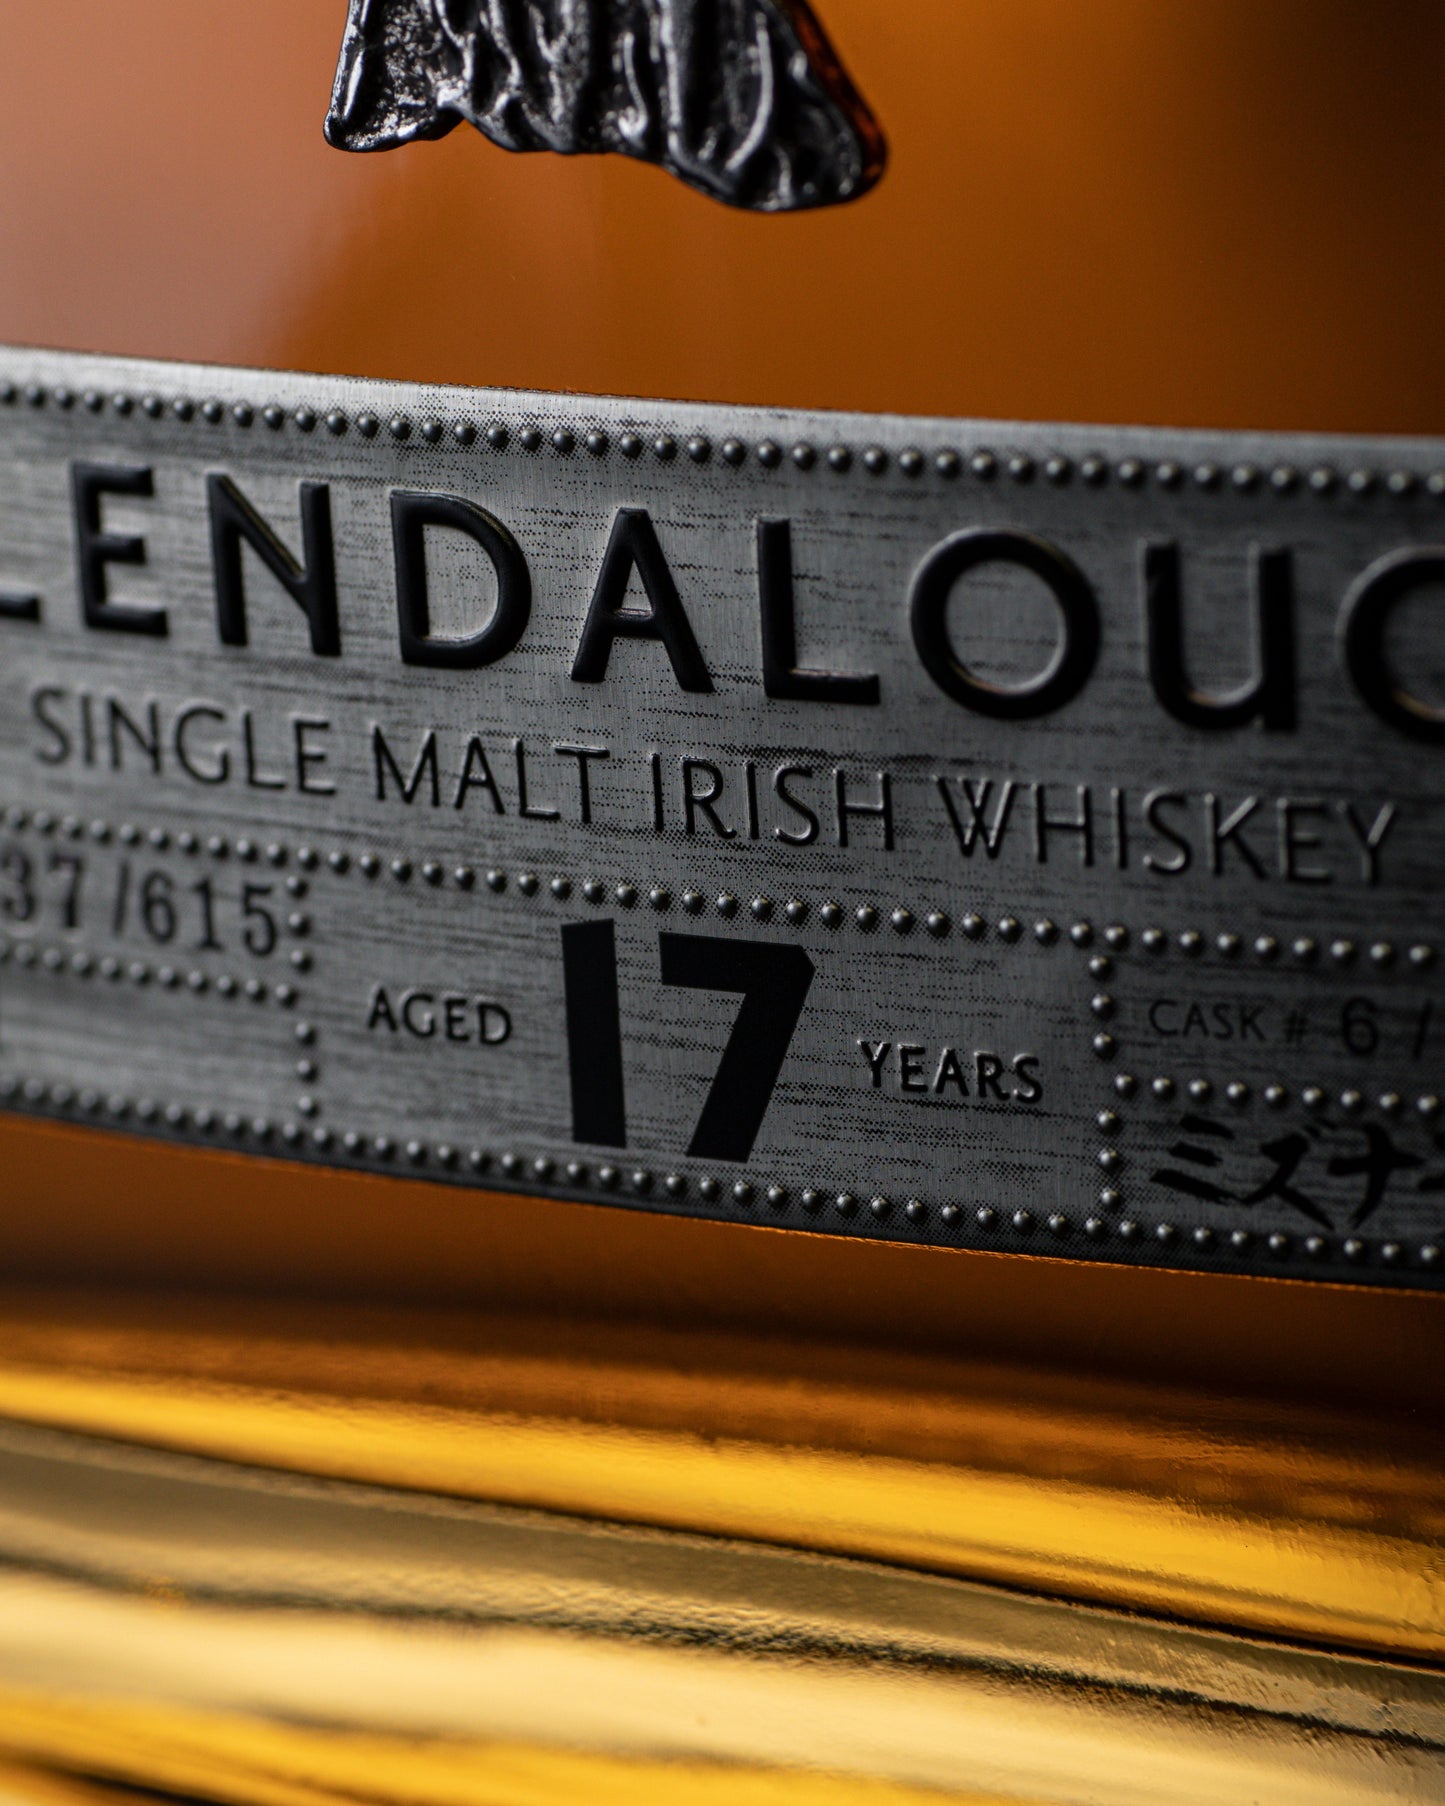 LENDALOUG
SINGLE MALT IRISH WHISKEY
37/615
AGED 17 YEARS
CASK # 6 /
ミズナ